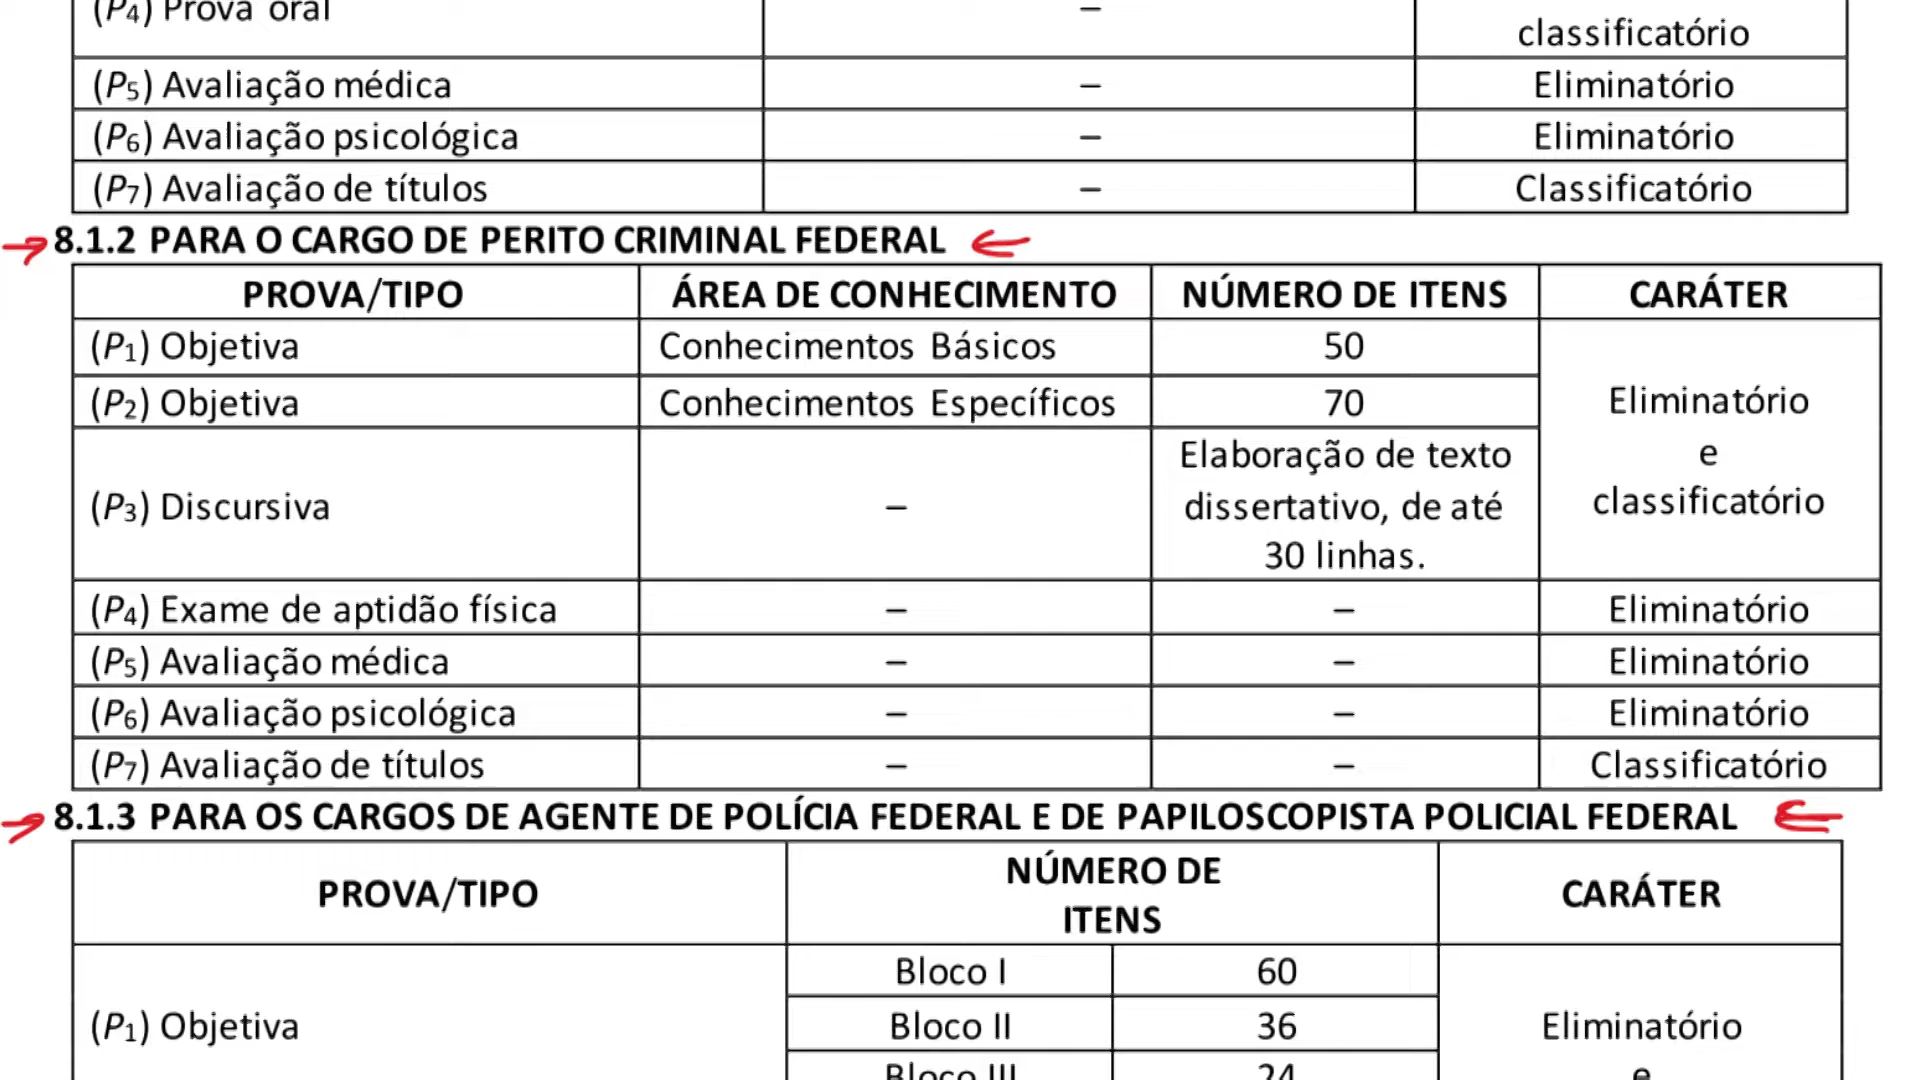 (P4) Prova oral –
classificatório
(P5) Avaliação médica – Eliminatório
(P6) Avaliação psicológica – Eliminatório
(P7) Avaliação de títulos – Classificatório
8.1.2 PARA O CARGO DE PERITO CRIMINAL FEDERAL
PROVA/TIPO ÁREA DE CONHECIMENTO NÚMERO DE ITENS CARÁTER
(P1) Objetiva Conhecimentos Básicos 50
(P2) Objetiva Conhecimentos Específicos 70
Eliminatório
e
classificatório
(P3) Discursiva –
Elaboração de texto
dissertativo, de até
30 linhas.
(P4) Exame de aptidão física – – Eliminatório
(P5) Avaliação médica – – Eliminatório
(P6) Avaliação psicológica – – Eliminatório
(P7) Avaliação de títulos – – Classificatório
8.1.3 PARA OS CARGOS DE AGENTE DE POLÍCIA FEDERAL E DE PAPILOSCOPISTA POLICIAL FEDERAL
PROVA/TIPO
NÚMERO DE
ITENS
CARÁTER
(P1) Objetiva
Bloco I 60
Bloco II 36
Bloco III 24
Eliminatório
e